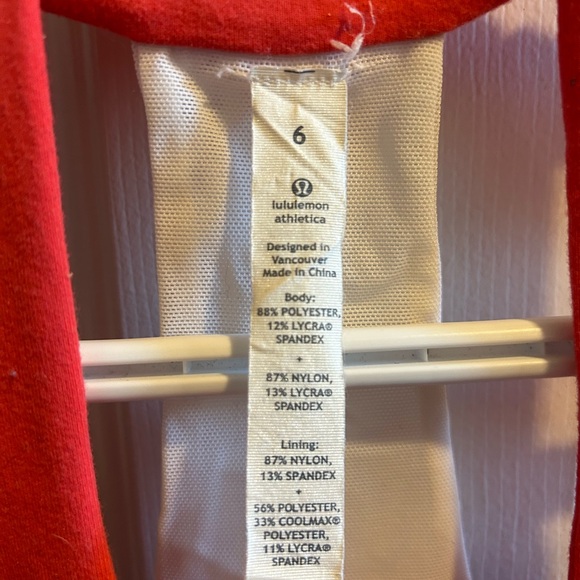 6
lululemon
athletica
Designed in
Vancouver
Made in China
Body:
88% POLYESTER,
12% LYCRA®
SPANDEX
+
87% NYLON,
13% LYCRA®
SPANDEX
Lining:
87% NYLON,
13% SPANDEX
+
56% POLYESTER,
33% COOLMAX®
POLYESTER,
11% LYCRA®
SPANDEX